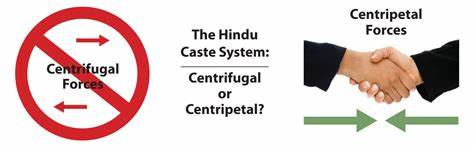 Centrifugal
Forces
The Hindu
Caste System:
Centrifugal
or
Centripetal?
Centripetal
Forces